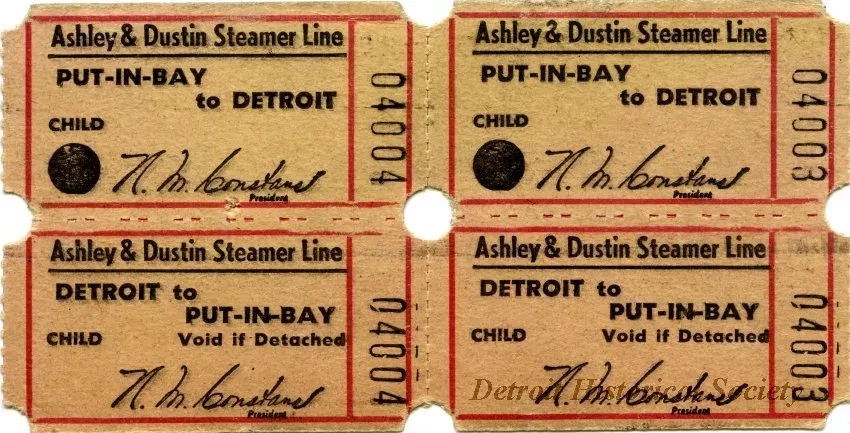 Ashley & Dustin Steamer Line
PUT-IN-BAY
to DETROIT
CHILD
N. M. Constans
President
04004
Ashley & Dustin Steamer Line
PUT-IN-BAY
to DETROIT
CHILD
N. M. Constans
President
04003
Ashley & Dustin Steamer Line
DETROIT to
PUT-IN-BAY
CHILD Void if Detached
N. M. Constans
President
04004
Ashley & Dustin Steamer Line
DETROIT to
PUT-IN-BAY
CHILD Void if Detached
N. M. Constans
President
04003
Detroit Historical Society